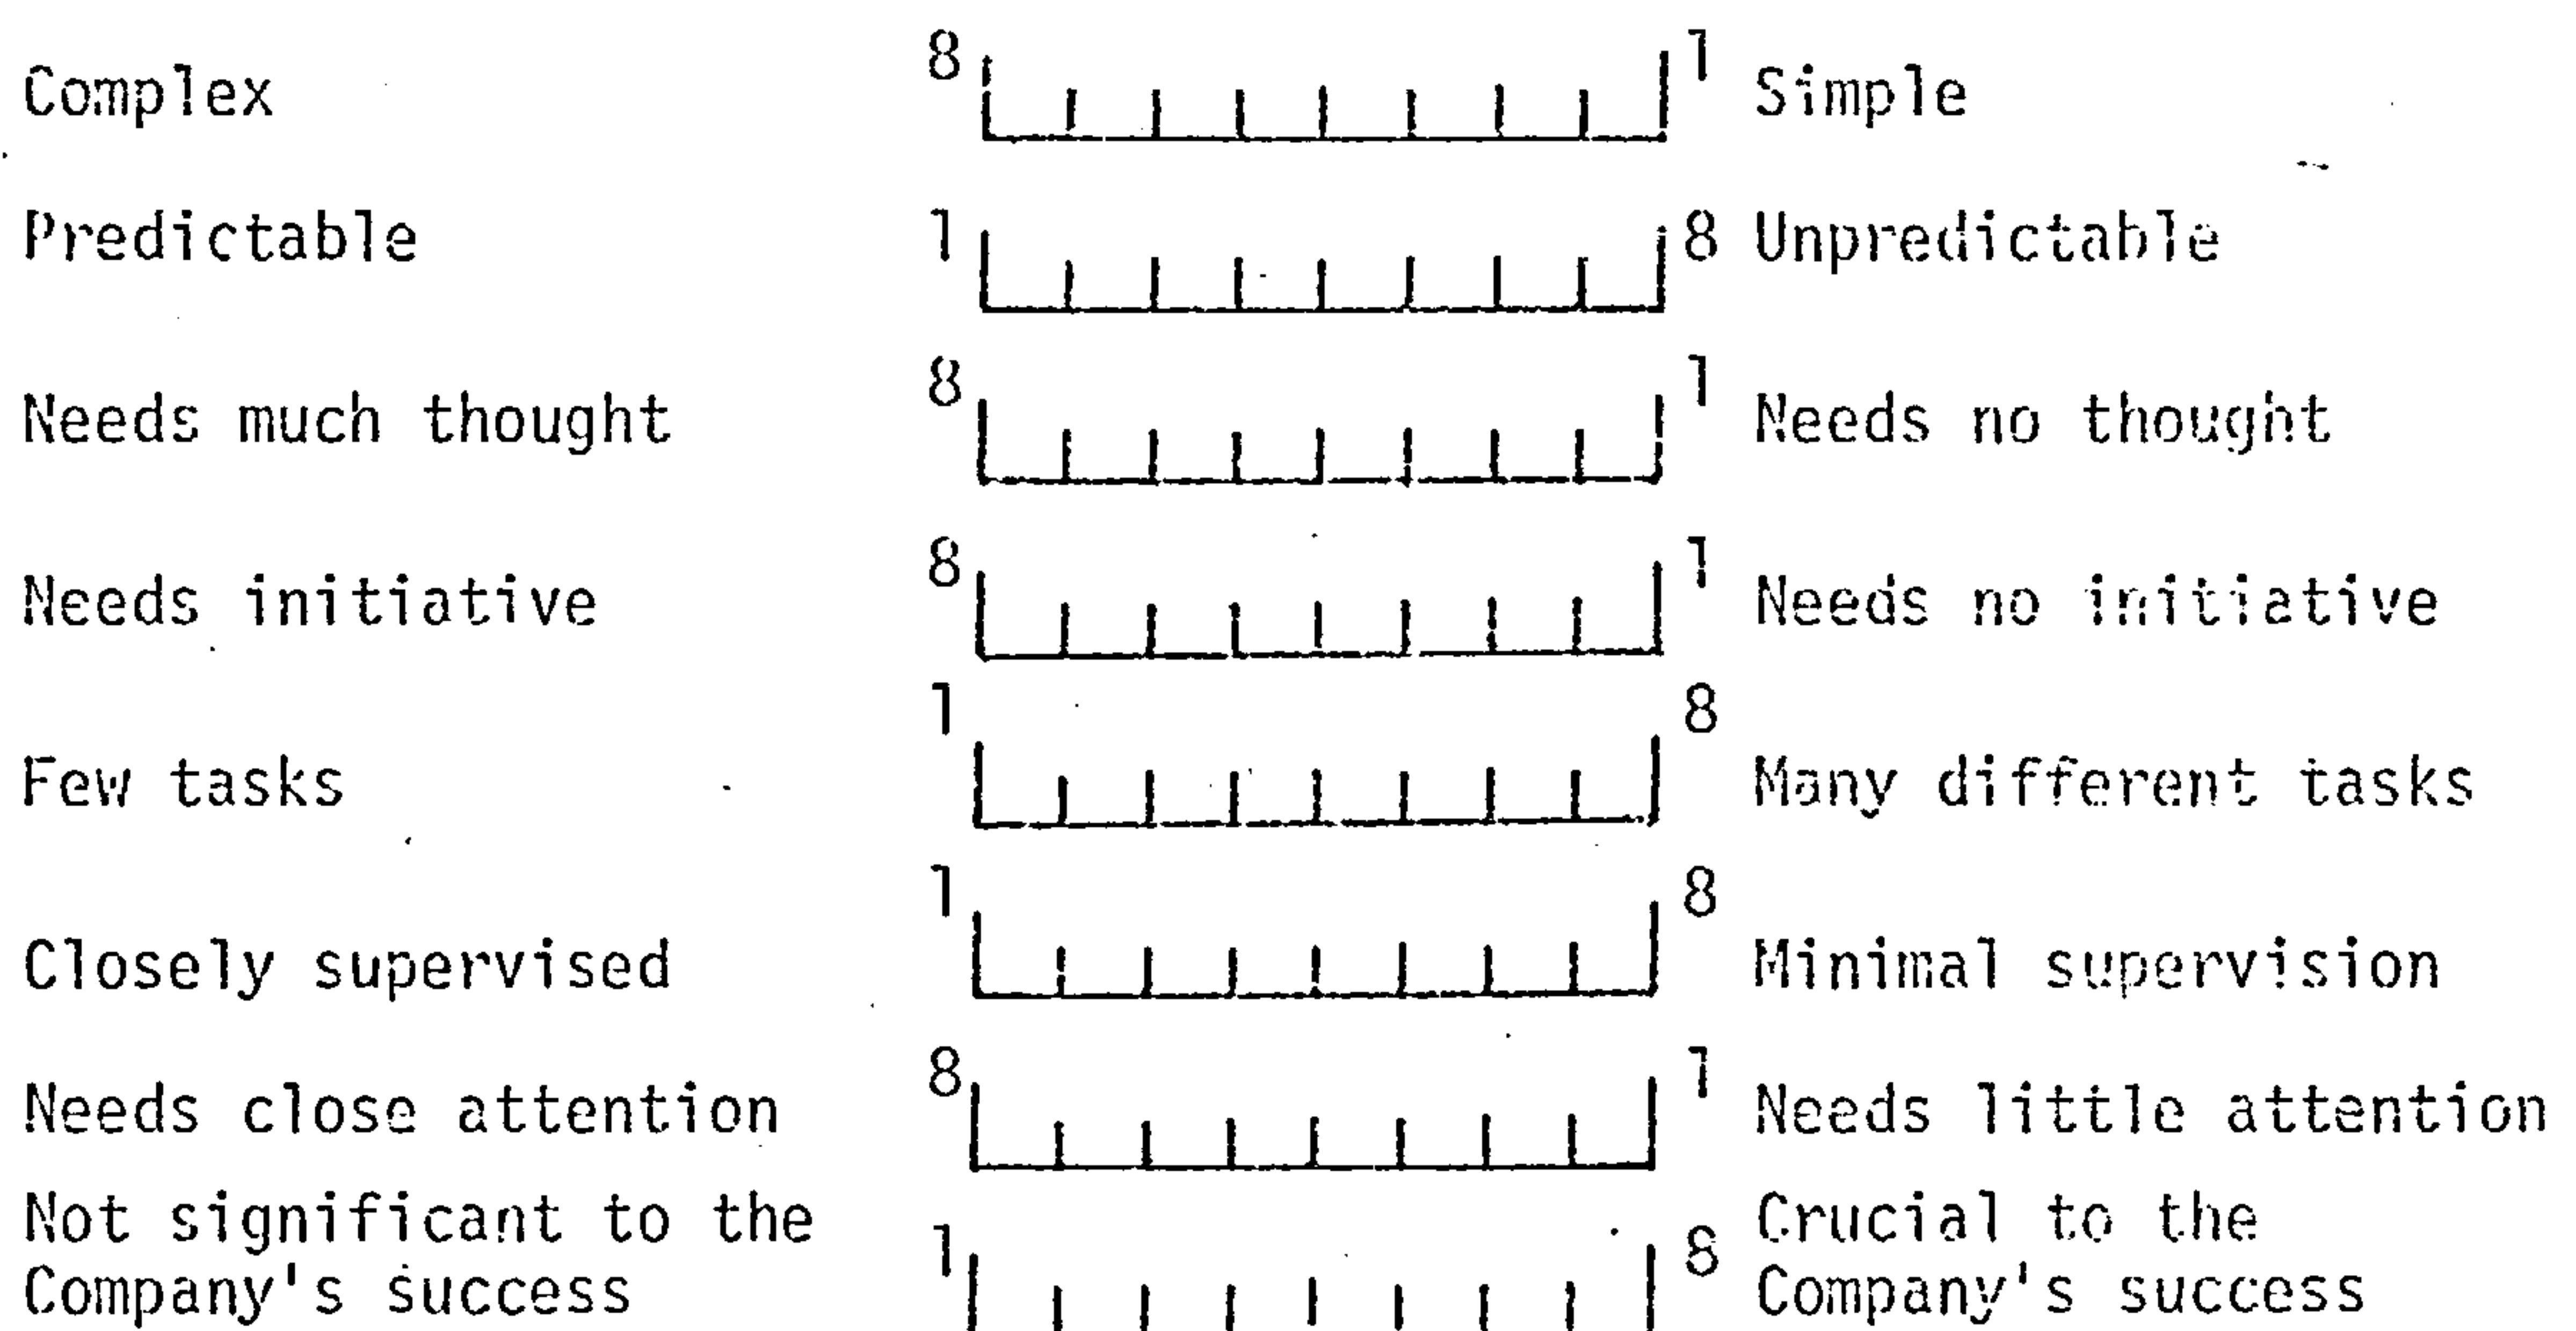 Complex 8 1 Simple
Predictable 1 8 Unpredictable
Needs much thought 8 1 Needs no thought
Needs initiative 8 1 Needs no initiative
Few tasks 1 8 Many different tasks
Closely supervised 1 8 Minimal supervision
Needs close attention 8 1 Needs little attention
Not significant to the Crucial to the
1 8
Company's success Company's success